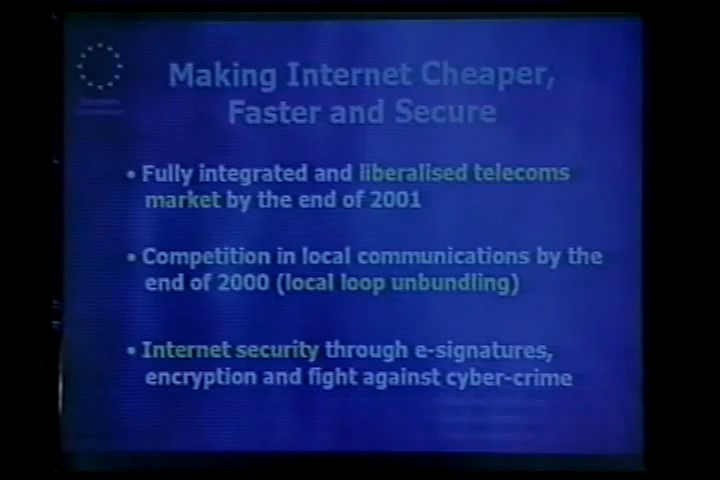 Making Internet Cheaper,
Faster and Secure
• Fully integrated and liberalised telecoms
market by the end of 2001
• Competition in local communications by the
end of 2000 (local loop unbundling)
• Internet security through e-signatures,
encryption and fight against cyber-crime